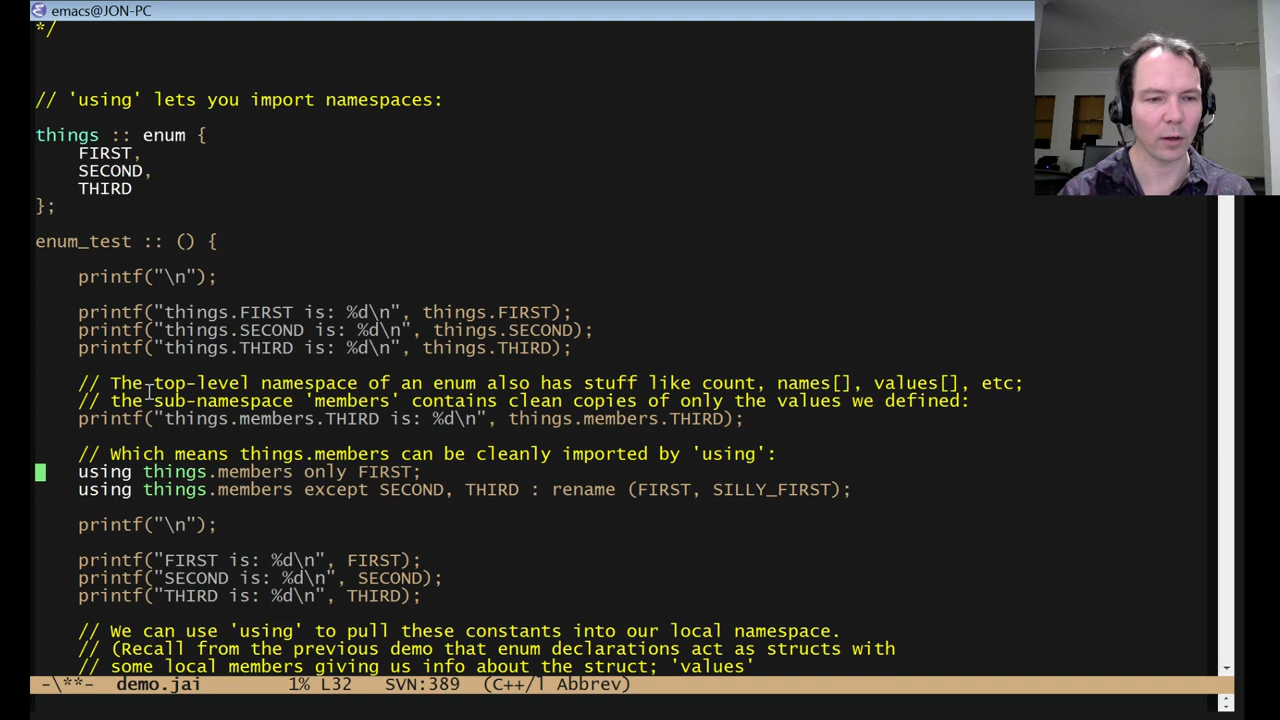 emacs@JON-PC
*/
// 'using' lets you import namespaces:
things :: enum {
FIRST,
SECOND,
THIRD
};
enum_test :: () {
printf("\n");
printf("things.FIRST is: %d\n", things.FIRST);
printf("things.SECOND is: %d\n", things.SECOND);
printf("things.THIRD is: %d\n", things.THIRD);
// The top-level namespace of an enum also has stuff like count, names[], values[], etc;
// the sub-namespace 'members' contains clean copies of only the values we defined:
printf("things.members.THIRD is: %d\n", things.members.THIRD);
// Which means things.members can be cleanly imported by 'using':
using things.members only FIRST;
using things.members except SECOND, THIRD : rename (FIRST, SILLY_FIRST);
printf("\n");
printf("FIRST is: %d\n", FIRST);
printf("SECOND is: %d\n", SECOND);
printf("THIRD is: %d\n", THIRD);
// We can use 'using' to pull these constants into our local namespace.
// (Recall from the previous demo that enum declarations act as structs with
// some local members giving us info about the struct; 'values'
-\**- demo.jai 1% L32 SVN:389 (C++/l Abbrev)